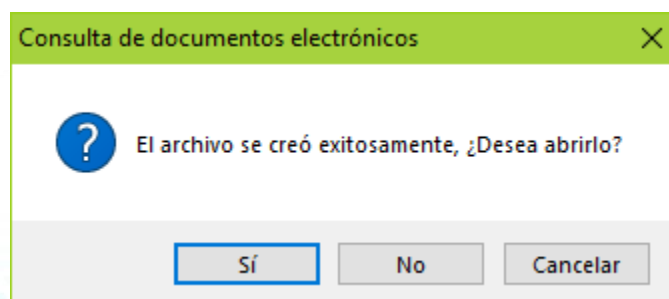 Consulta de documentos electrónicos
El archivo se creó exitosamente, ¿Desea abrirlo?
Sí No Cancelar